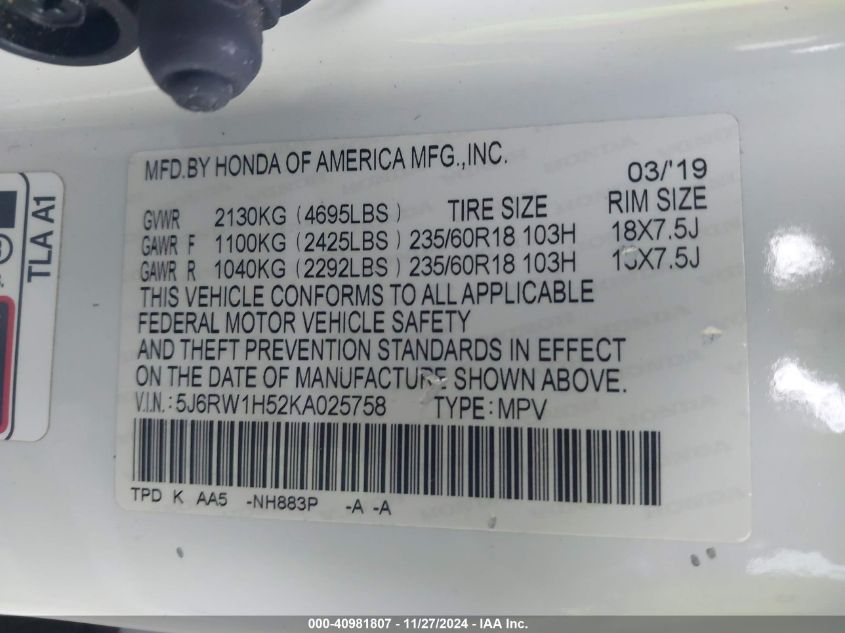 MFD.BY HONDA OF AMERICA MFG.,INC.
03/'19
GVWR 2130KG (4695LBS) TIRE SIZE RIM SIZE
GAWR F 1100KG (2425LBS) 235/60R18 103H 18X7.5J
GAWR R 1040KG (2292LBS) 235/60R18 103H X7.5J
THIS VEHICLE CONFORMS TO ALL APPLICABLE
FEDERAL MOTOR VEHICLE SAFETY
AND THEFT PREVENTION STANDARDS IN EFFECT
ON THE DATE OF MANUFACTURE SHOWN ABOVE.
V.I.N.: 5J6RW1H52KA025758 TYPE: MPV
TPD K AA5 -NH883P -A -A
TLA A1
000-40981807 - 11/27/2024 - IAA Inc.